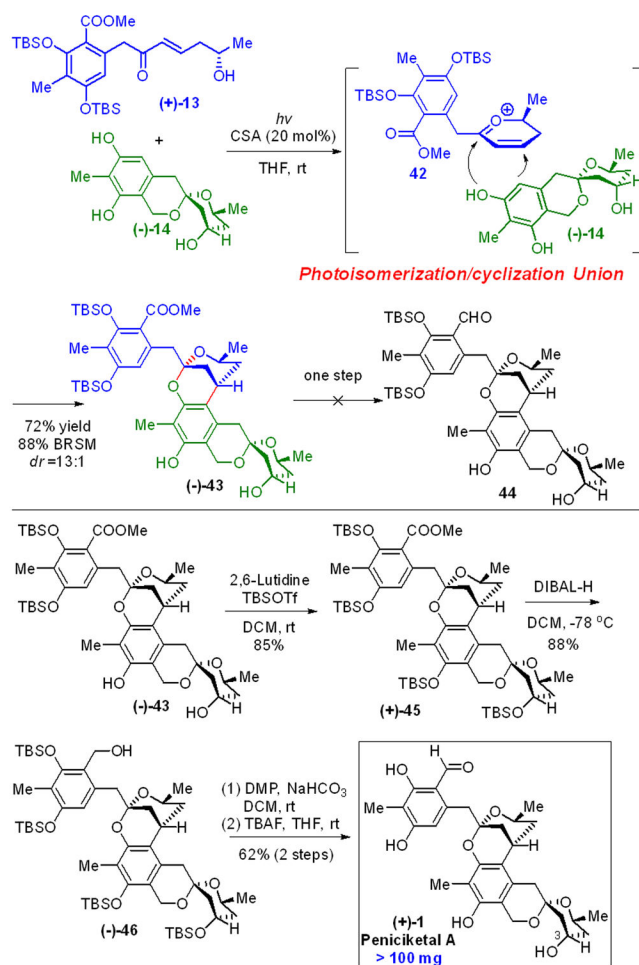 COOMe
TBSO
Me
O
OH
Me
TBSO
(+)-13
+
HO
Me
HO
O
O
Me
HO
H
(-)-14
hν
CSA (20 mol%)
THF, rt
OTBS
Me
TBSO
O
OMe
Me
O
⊕
42
HO
Me
OH
Me
O
O
OH
H
(-)-14
Photoisomerization/cyclization Union
COOMe
TBSO
Me
TBSO
O
Me
O
H
Me
HO
O
O
Me
HO
H
(-)-43
72% yield
88% BRSM
dr =13:1
one step
CHO
TBSO
Me
TBSO
O
Me
O
H
Me
HO
O
O
Me
HO
H
44
COOMe
TBSO
Me
TBSO
O
Me
O
H
Me
HO
O
O
Me
HO
H
(-)-43
2,6-Lutidine
TBSOTf
DCM, rt
85%
COOMe
TBSO
Me
TBSO
O
Me
O
H
Me
TBSO
O
O
Me
TBSO
H
(+)-45
DIBAL-H
DCM, -78 °C
88%
OH
TBSO
Me
TBSO
O
Me
O
H
Me
TBSO
O
O
Me
TBSO
H
(-)-46
(1) DMP, NaHCO3
DCM, rt
(2) TBAF, THF, rt
62% (2 steps)
H
O
HO
Me
HO
O
Me
O
H
Me
HO
O
O
Me
3
HO
H
(+)-1
Peniciketal A
> 100 mg